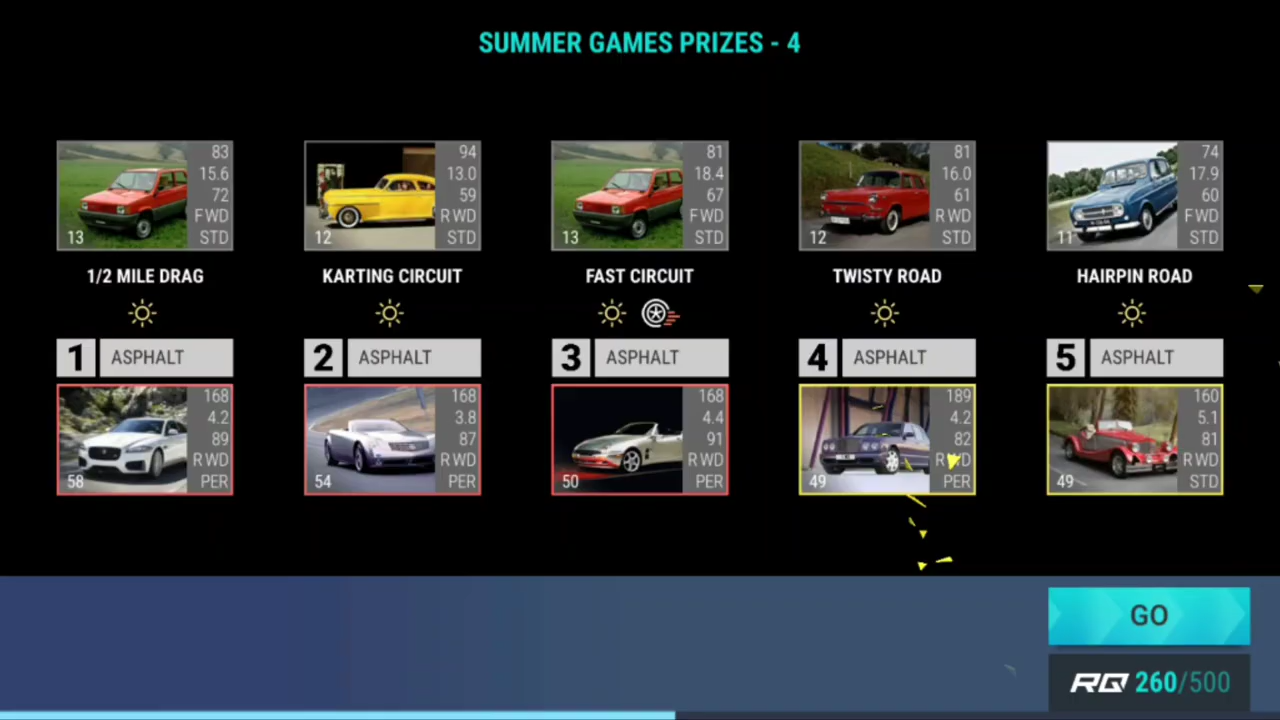 SUMMER GAMES PRIZES - 4
83
15.6
72
FWD
13 STD
94
13.0
59
RWD
12 STD
81
18.4
67
FWD
13 STD
81
16.0
61
RWD
12 STD
74
17.9
60
FWD
11 STD
1/2 MILE DRAG
KARTING CIRCUIT
FAST CIRCUIT
TWISTY ROAD
HAIRPIN ROAD
1 ASPHALT
2 ASPHALT
3 ASPHALT
4 ASPHALT
5 ASPHALT
168
4.2
89
RWD
58 PER
168
3.8
87
RWD
54 PER
168
4.4
91
RWD
50 PER
189
4.2
82
RWD
49 PER
160
5.1
81
RWD
49 STD
GO
RQ 260/500